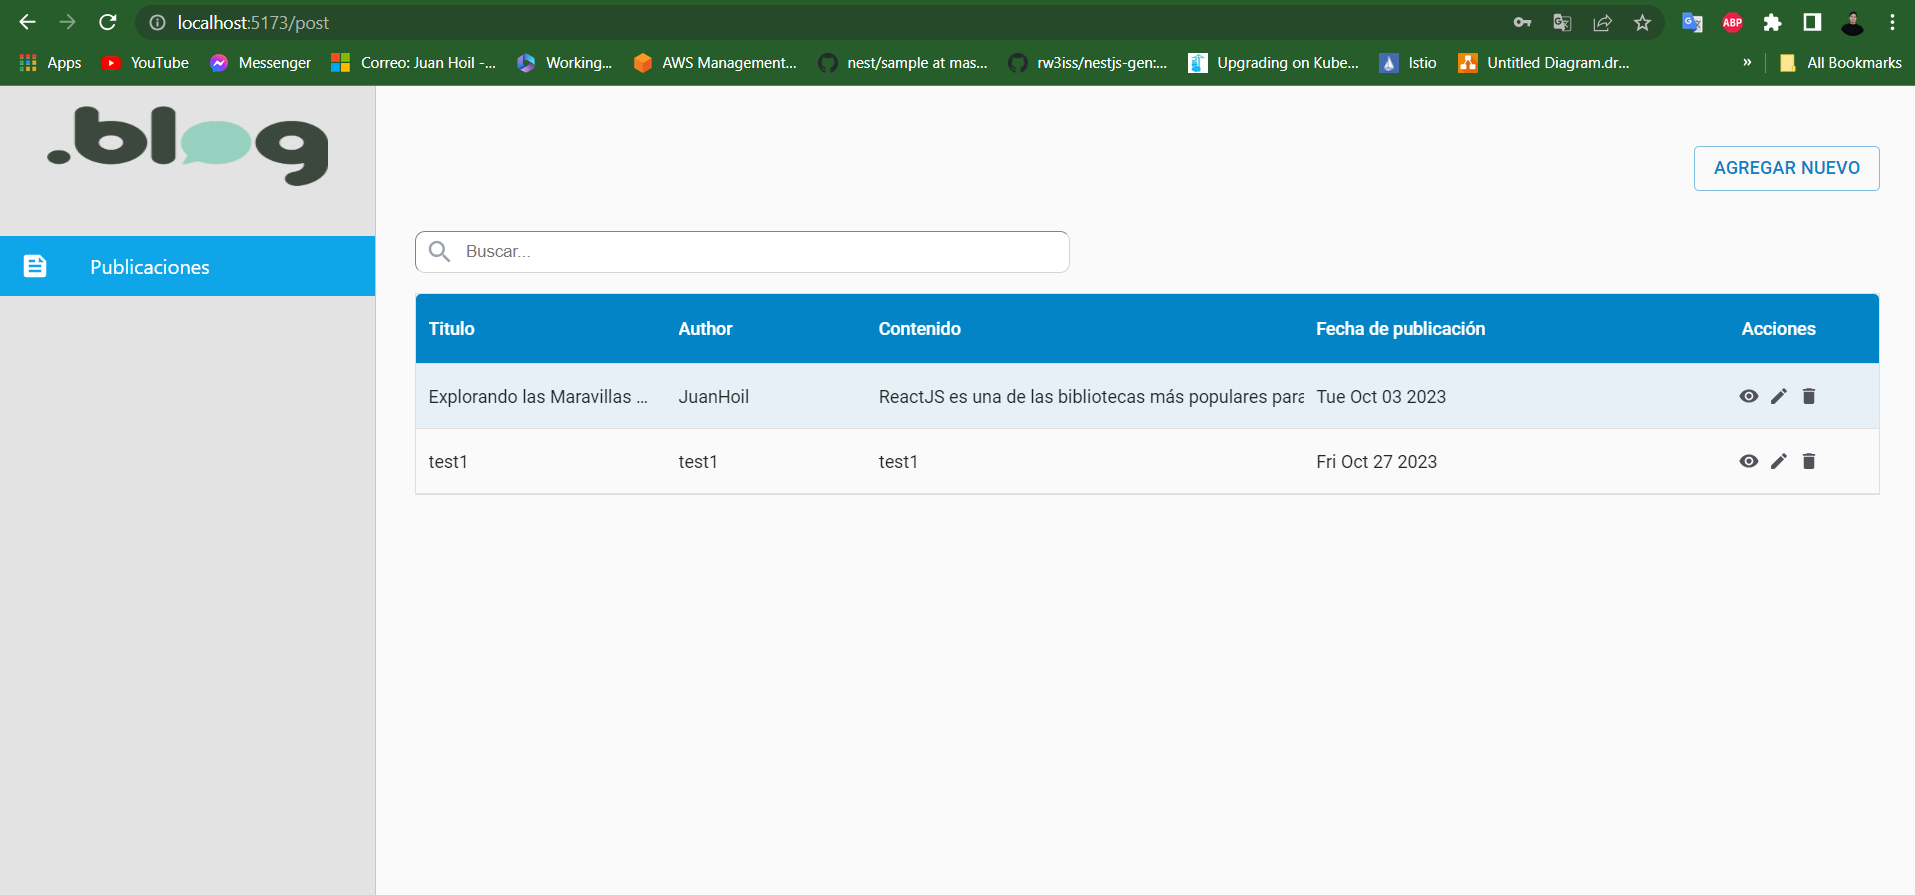 localhost:5173/post
ABP
Apps YouTube Messenger Correo: Juan Hoil -... Working... AWS Management... nest/sample at mas... rw3iss/nestjs-gen:... Upgrading on Kube... Istio Untitled Diagram.dr... » All Bookmarks
.blog
AGREGAR NUEVO
Buscar...
Publicaciones
Titulo Author Contenido Fecha de publicación Acciones
Explorando las Maravillas ... JuanHoil ReactJS es una de las bibliotecas más populares para Tue Oct 03 2023
test1 test1 test1 Fri Oct 27 2023